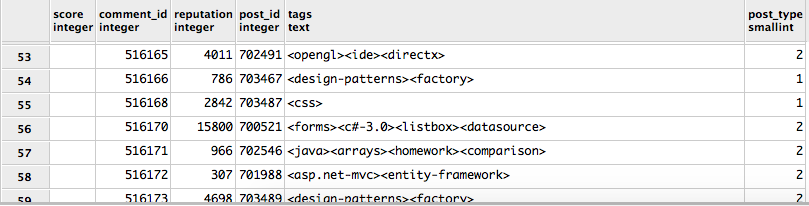 score comment_id reputation post_id tags post_type
integer integer integer integer text smallint
53 516165 4011 702491 <opengl><ide><directx> 2
54 516166 786 703467 <design-patterns><factory> 1
55 516168 2842 703487 <css> 1
56 516170 15800 700521 <forms><c#-3.0><listbox><datasource> 2
57 516171 966 702546 <java><arrays><homework><comparison> 2
58 516172 307 701988 <asp.net-mvc><entity-framework> 2
59 516173 4698 703489 <design-patterns><factory> 2